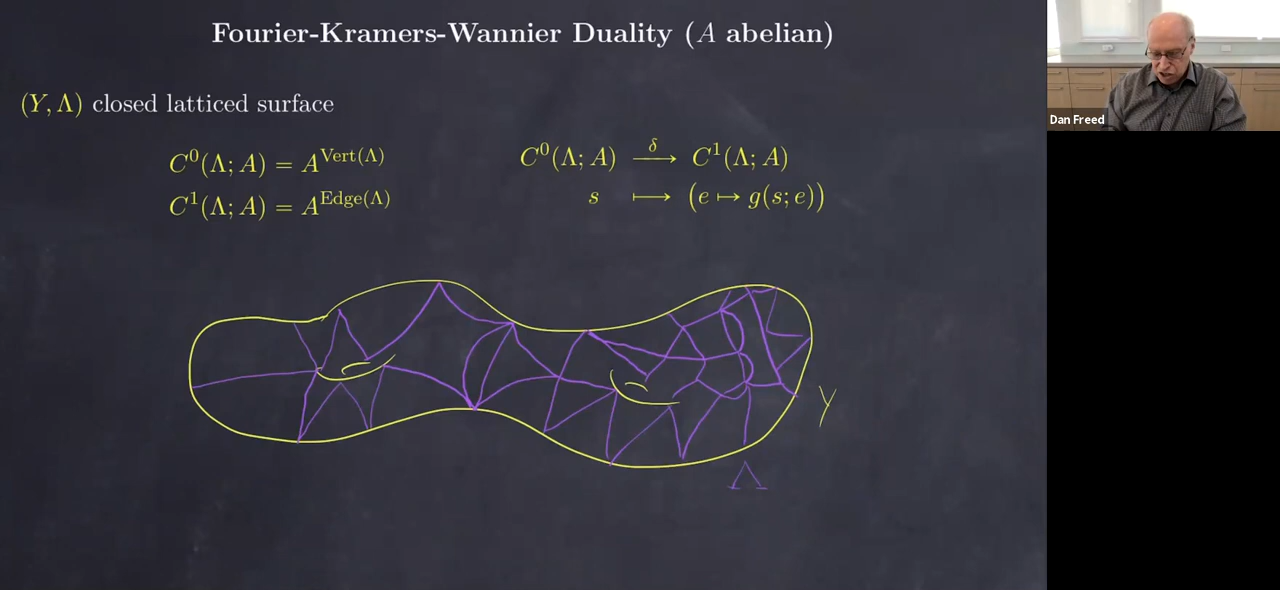 Fourier-Kramers-Wannier Duality (A abelian)
(Y, Λ) closed latticed surface
C⁰(Λ; A) = A^Vert(Λ)
C¹(Λ; A) = A^Edge(Λ)
C⁰(Λ; A) —δ→ C¹(Λ; A)
s ⟼ (e ↦ g(s; e))
Y
Λ
Dan Freed